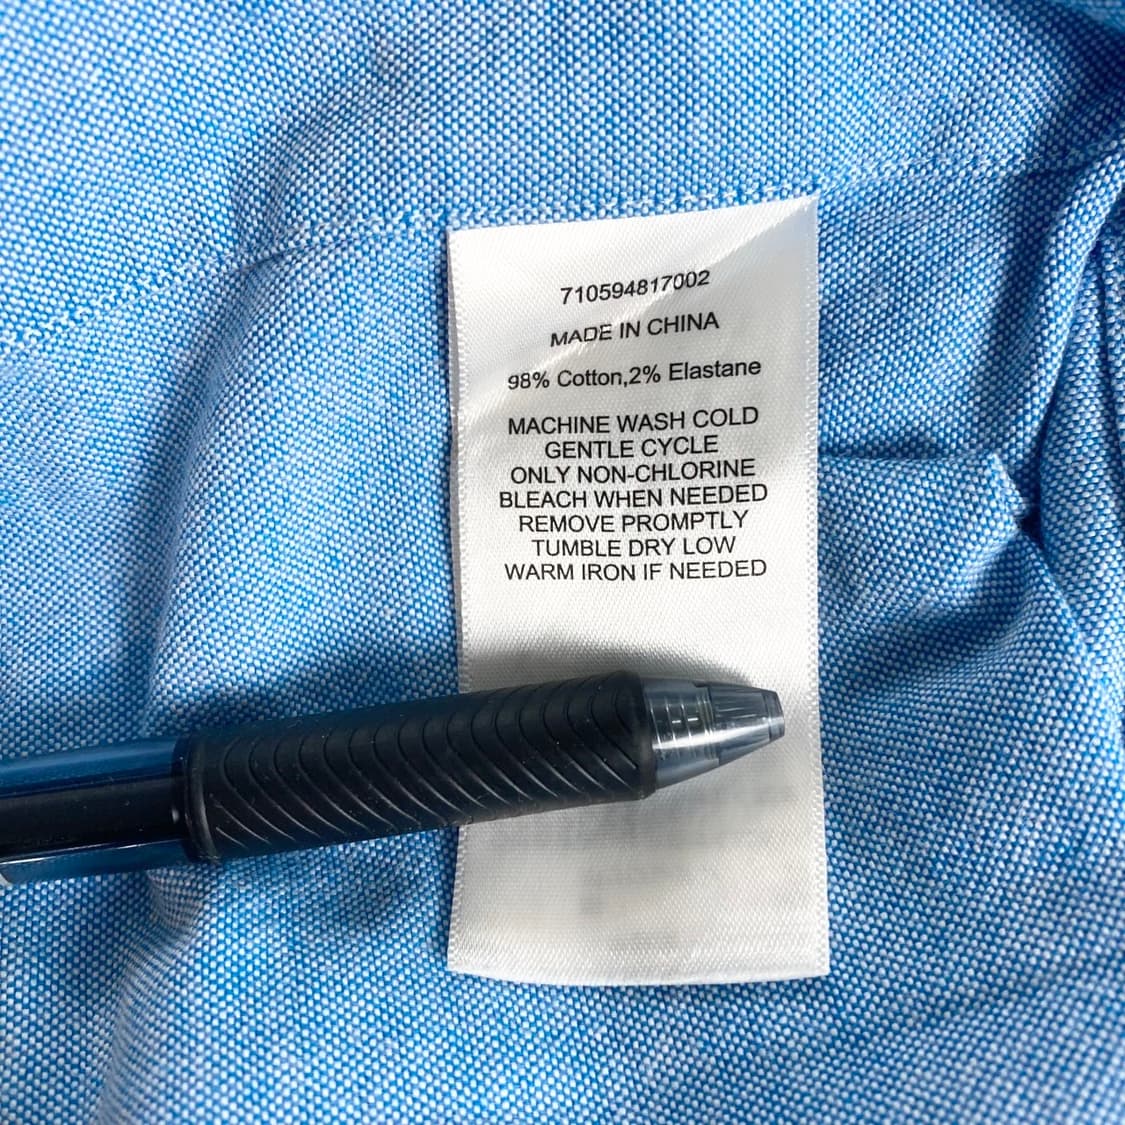 710594817002
MADE IN CHINA
98% Cotton,2% Elastane
MACHINE WASH COLD
GENTLE CYCLE
ONLY NON-CHLORINE
BLEACH WHEN NEEDED
REMOVE PROMPTLY
TUMBLE DRY LOW
WARM IRON IF NEEDED